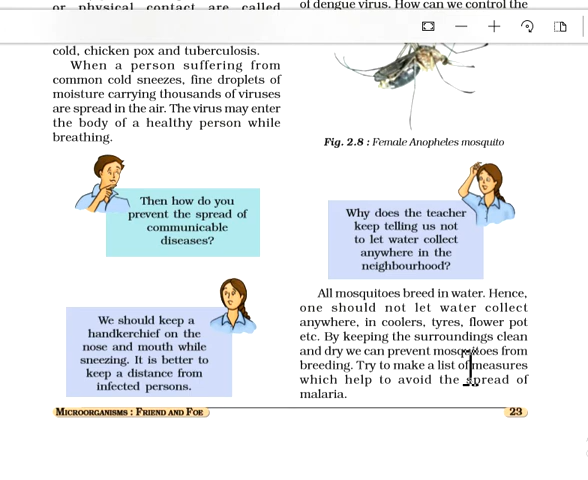 or physical contact are called
cold, chicken pox and tuberculosis.
When a person suffering from
common cold sneezes, fine droplets of
moisture carrying thousands of viruses
are spread in the air. The virus may enter
the body of a healthy person while
breathing.
Then how do you
prevent the spread of
communicable
diseases?
We should keep a
handkerchief on the
nose and mouth while
sneezing. It is better to
keep a distance from
infected persons.
of dengue virus. How can we control the
Fig. 2.8 : Female Anopheles mosquito
Why does the teacher
keep telling us not
to let water collect
anywhere in the
neighbourhood?
All mosquitoes breed in water. Hence,
one should not let water collect
anywhere, in coolers, tyres, flower pot
etc. By keeping the surroundings clean
and dry we can prevent mosquitoes from
breeding. Try to make a list of measures
which help to avoid the spread of
malaria.
MICROORGANISMS : FRIEND AND FOE
23